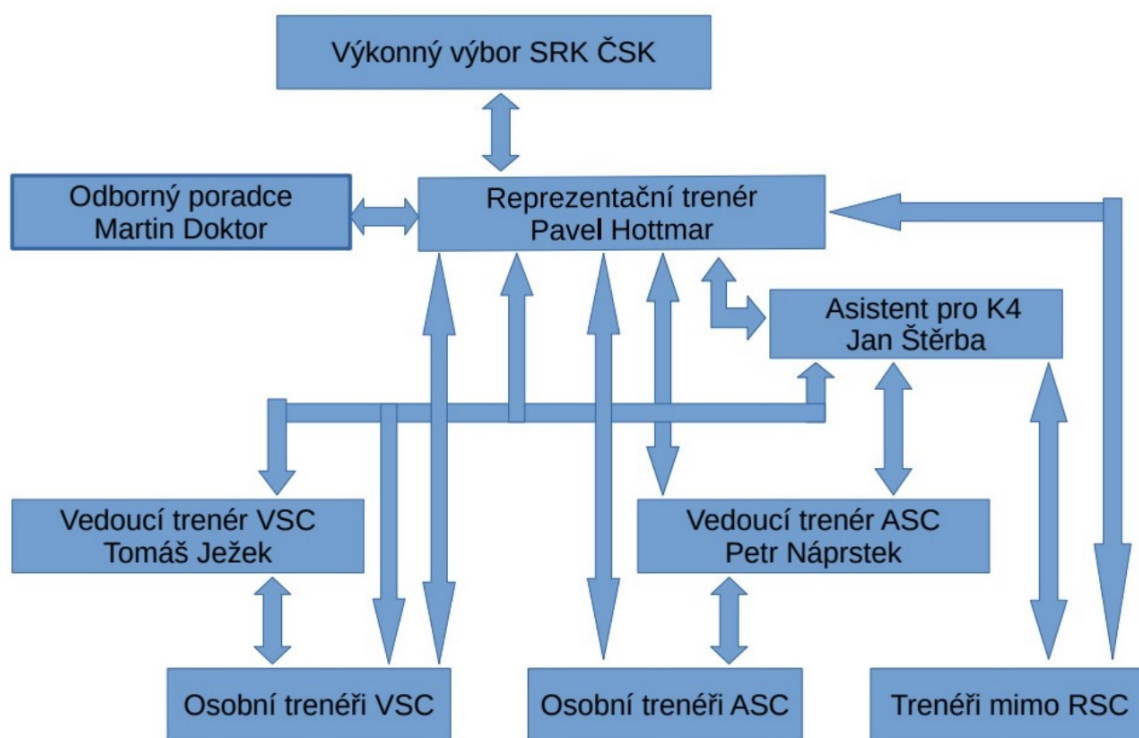 Výkonný výbor SRK ČSK
Odborný poradce
Martin Doktor
Reprezentační trenér
Pavel Hottmar
Asistent pro K4
Jan Štěrba
Vedoucí trenér VSC
Tomáš Ježek
Vedoucí trenér ASC
Petr Náprstek
Osobní trenéři VSC
Osobní trenéři ASC
Trenéři mimo RSC